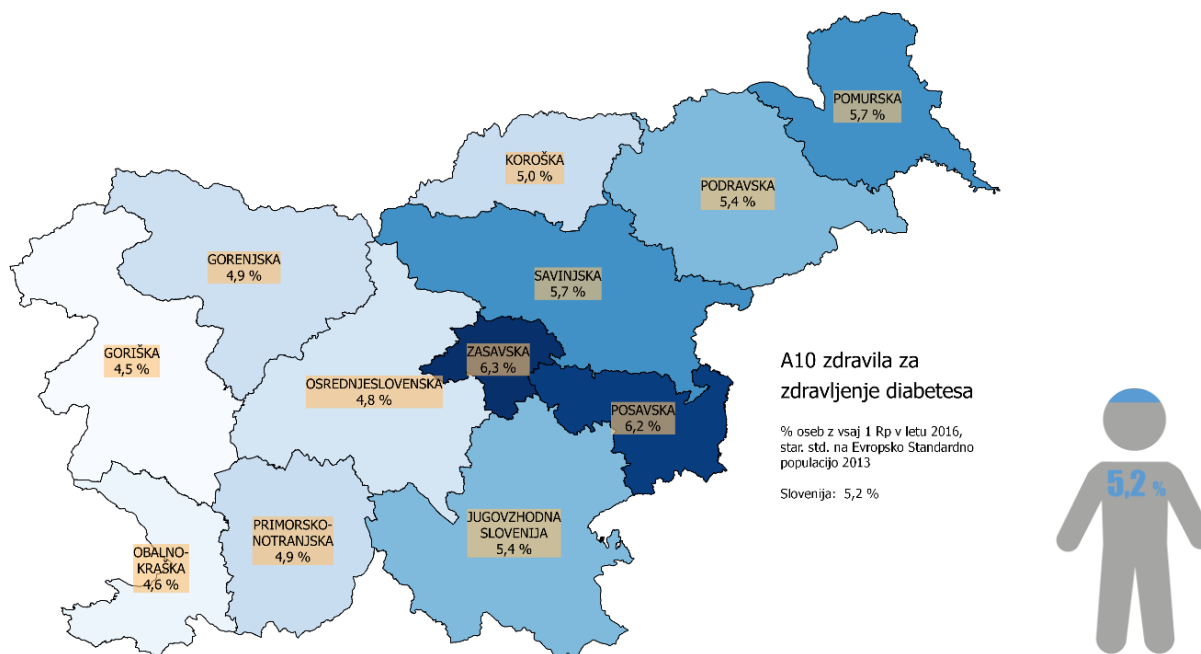 POMURSKA
5,7 %
KOROŠKA
5,0 %
PODRAVSKA
5,4 %
GORENJSKA
4,9 %
SAVINJSKA
5,7 %
GORIŠKA
4,5 %
ZASAVSKA
6,3 %
OSREDNJESLOVENSKA
4,8 %
POSAVSKA
6,2 %
JUGOVZHODNA
SLOVENIJA
5,4 %
PRIMORSKO-
NOTRANJSKA
4,9 %
OBALNO-
KRAŠKA
4,6 %
A10 zdravila za
zdravljenje diabetesa
% oseb z vsaj 1 Rp v letu 2016,
star. std. na Evropsko Standardno
populacijo 2013
Slovenija: 5,2 %
5,2 %